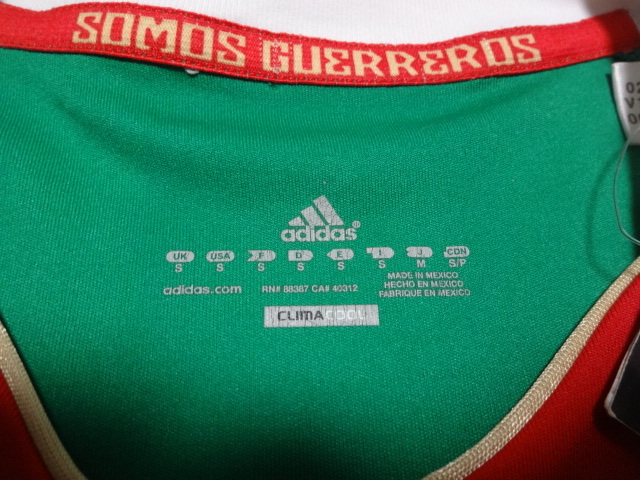 SOMOS GUERREROS
adidas
UK USA F D E I J CDN
S S S S S S M S/P
adidas.com RN# 88387 CA# 40312
MADE IN MEXICO
HECHO EN MEXICO
FABRIQUE EN MEXICO
CLIMACOOL